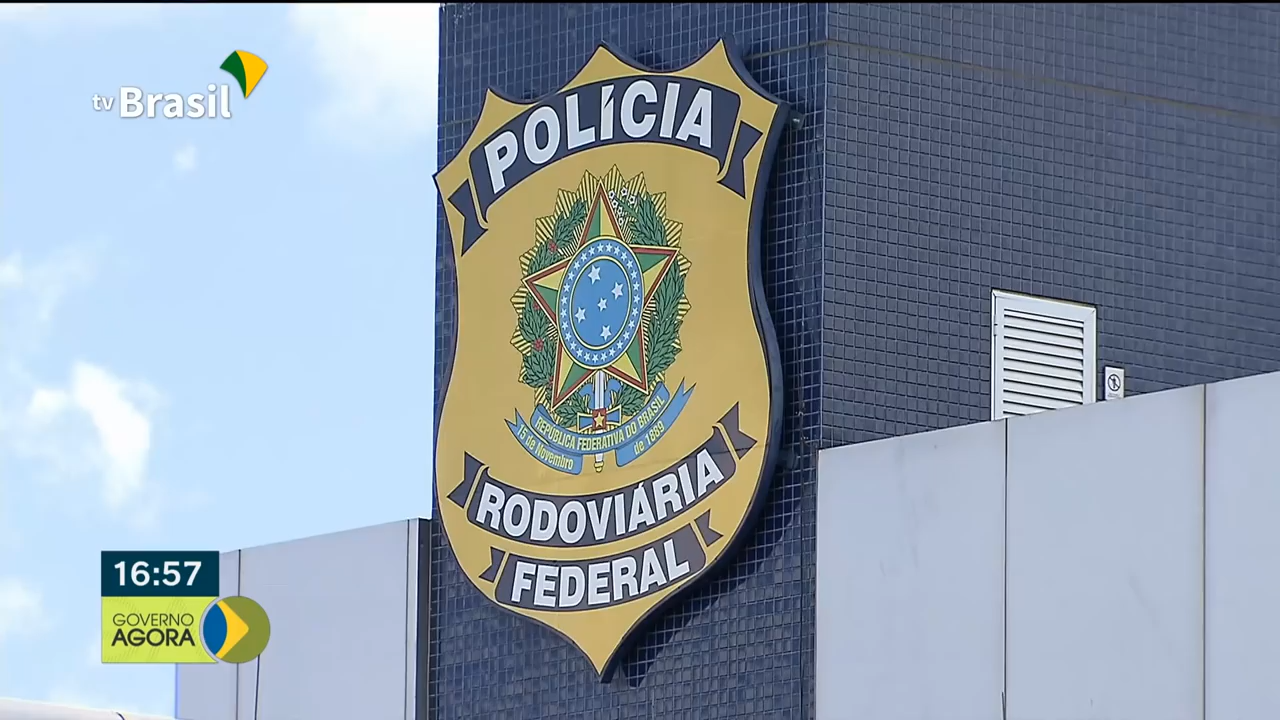 tv Brasil
POLÍCIA
REPÚBLICA FEDERATIVA DO BRASIL
15 de Novembro
de 1889
RODOVIÁRIA
FEDERAL
16:57
GOVERNO
AGORA